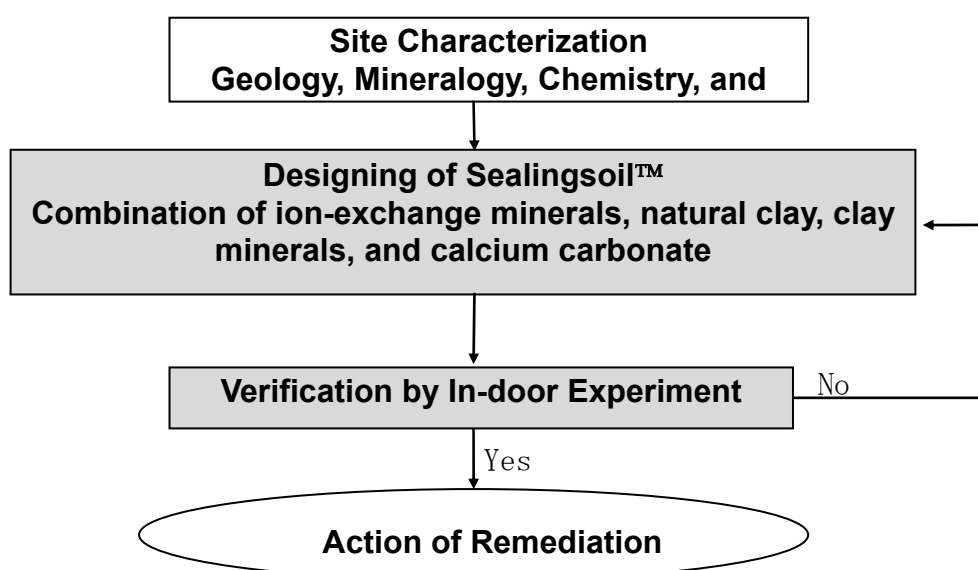 Site Characterization
Geology, Mineralogy, Chemistry, and
Designing of Sealingsoil™
Combination of ion-exchange minerals, natural clay, clay
minerals, and calcium carbonate
Verification by In-door Experiment
No
Yes
Action of Remediation